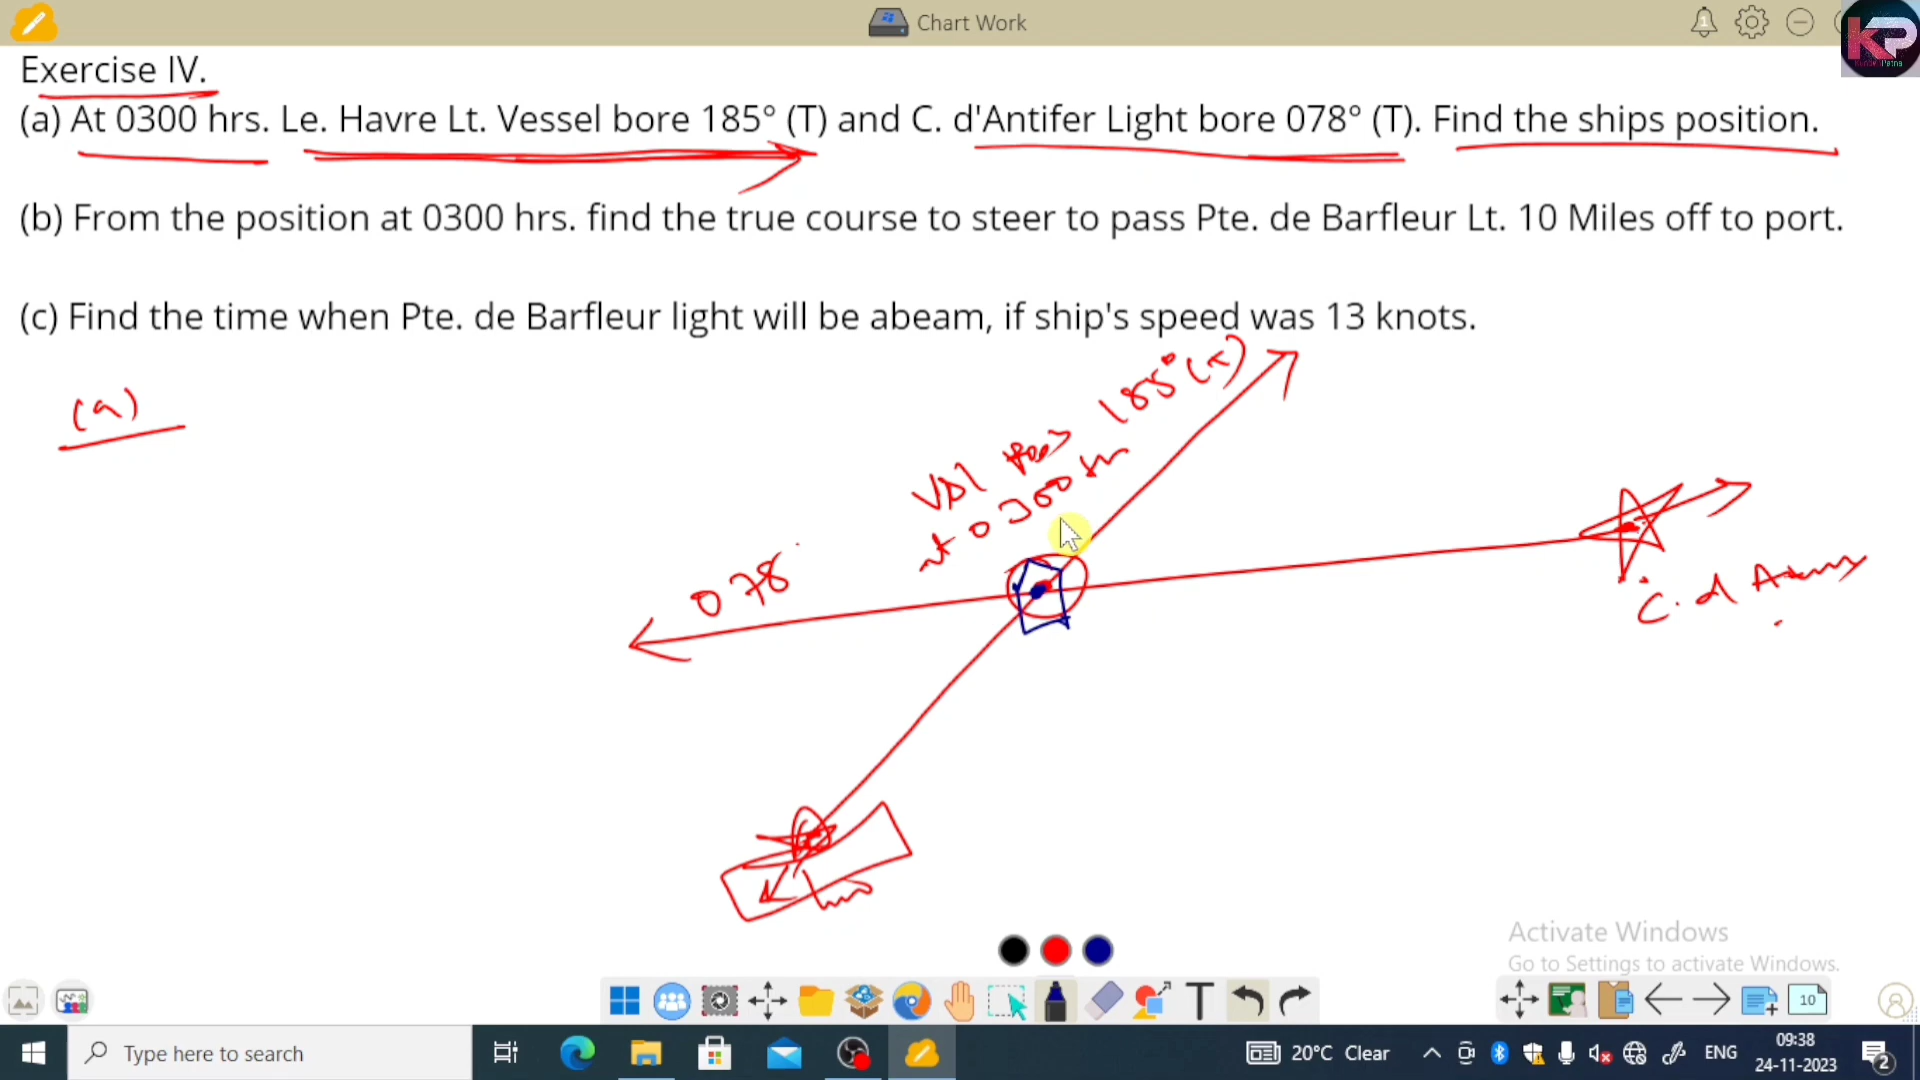 Chart Work
KP
Exercise IV.
(a) At 0300 hrs. Le. Havre Lt. Vessel bore 185° (T) and C. d'Antifer Light bore 078° (T). Find the ships position.
(b) From the position at 0300 hrs. find the true course to steer to pass Pte. de Barfleur Lt. 10 Miles off to port.
(c) Find the time when Pte. de Barfleur light will be abeam, if ship's speed was 13 knots.
(a)
185° (T)
at 0300
078°
C. d
Activate Windows
Go to Settings to activate Windows.
10
Type here to search
20°C Clear
ENG
09:38
24-11-2023
2